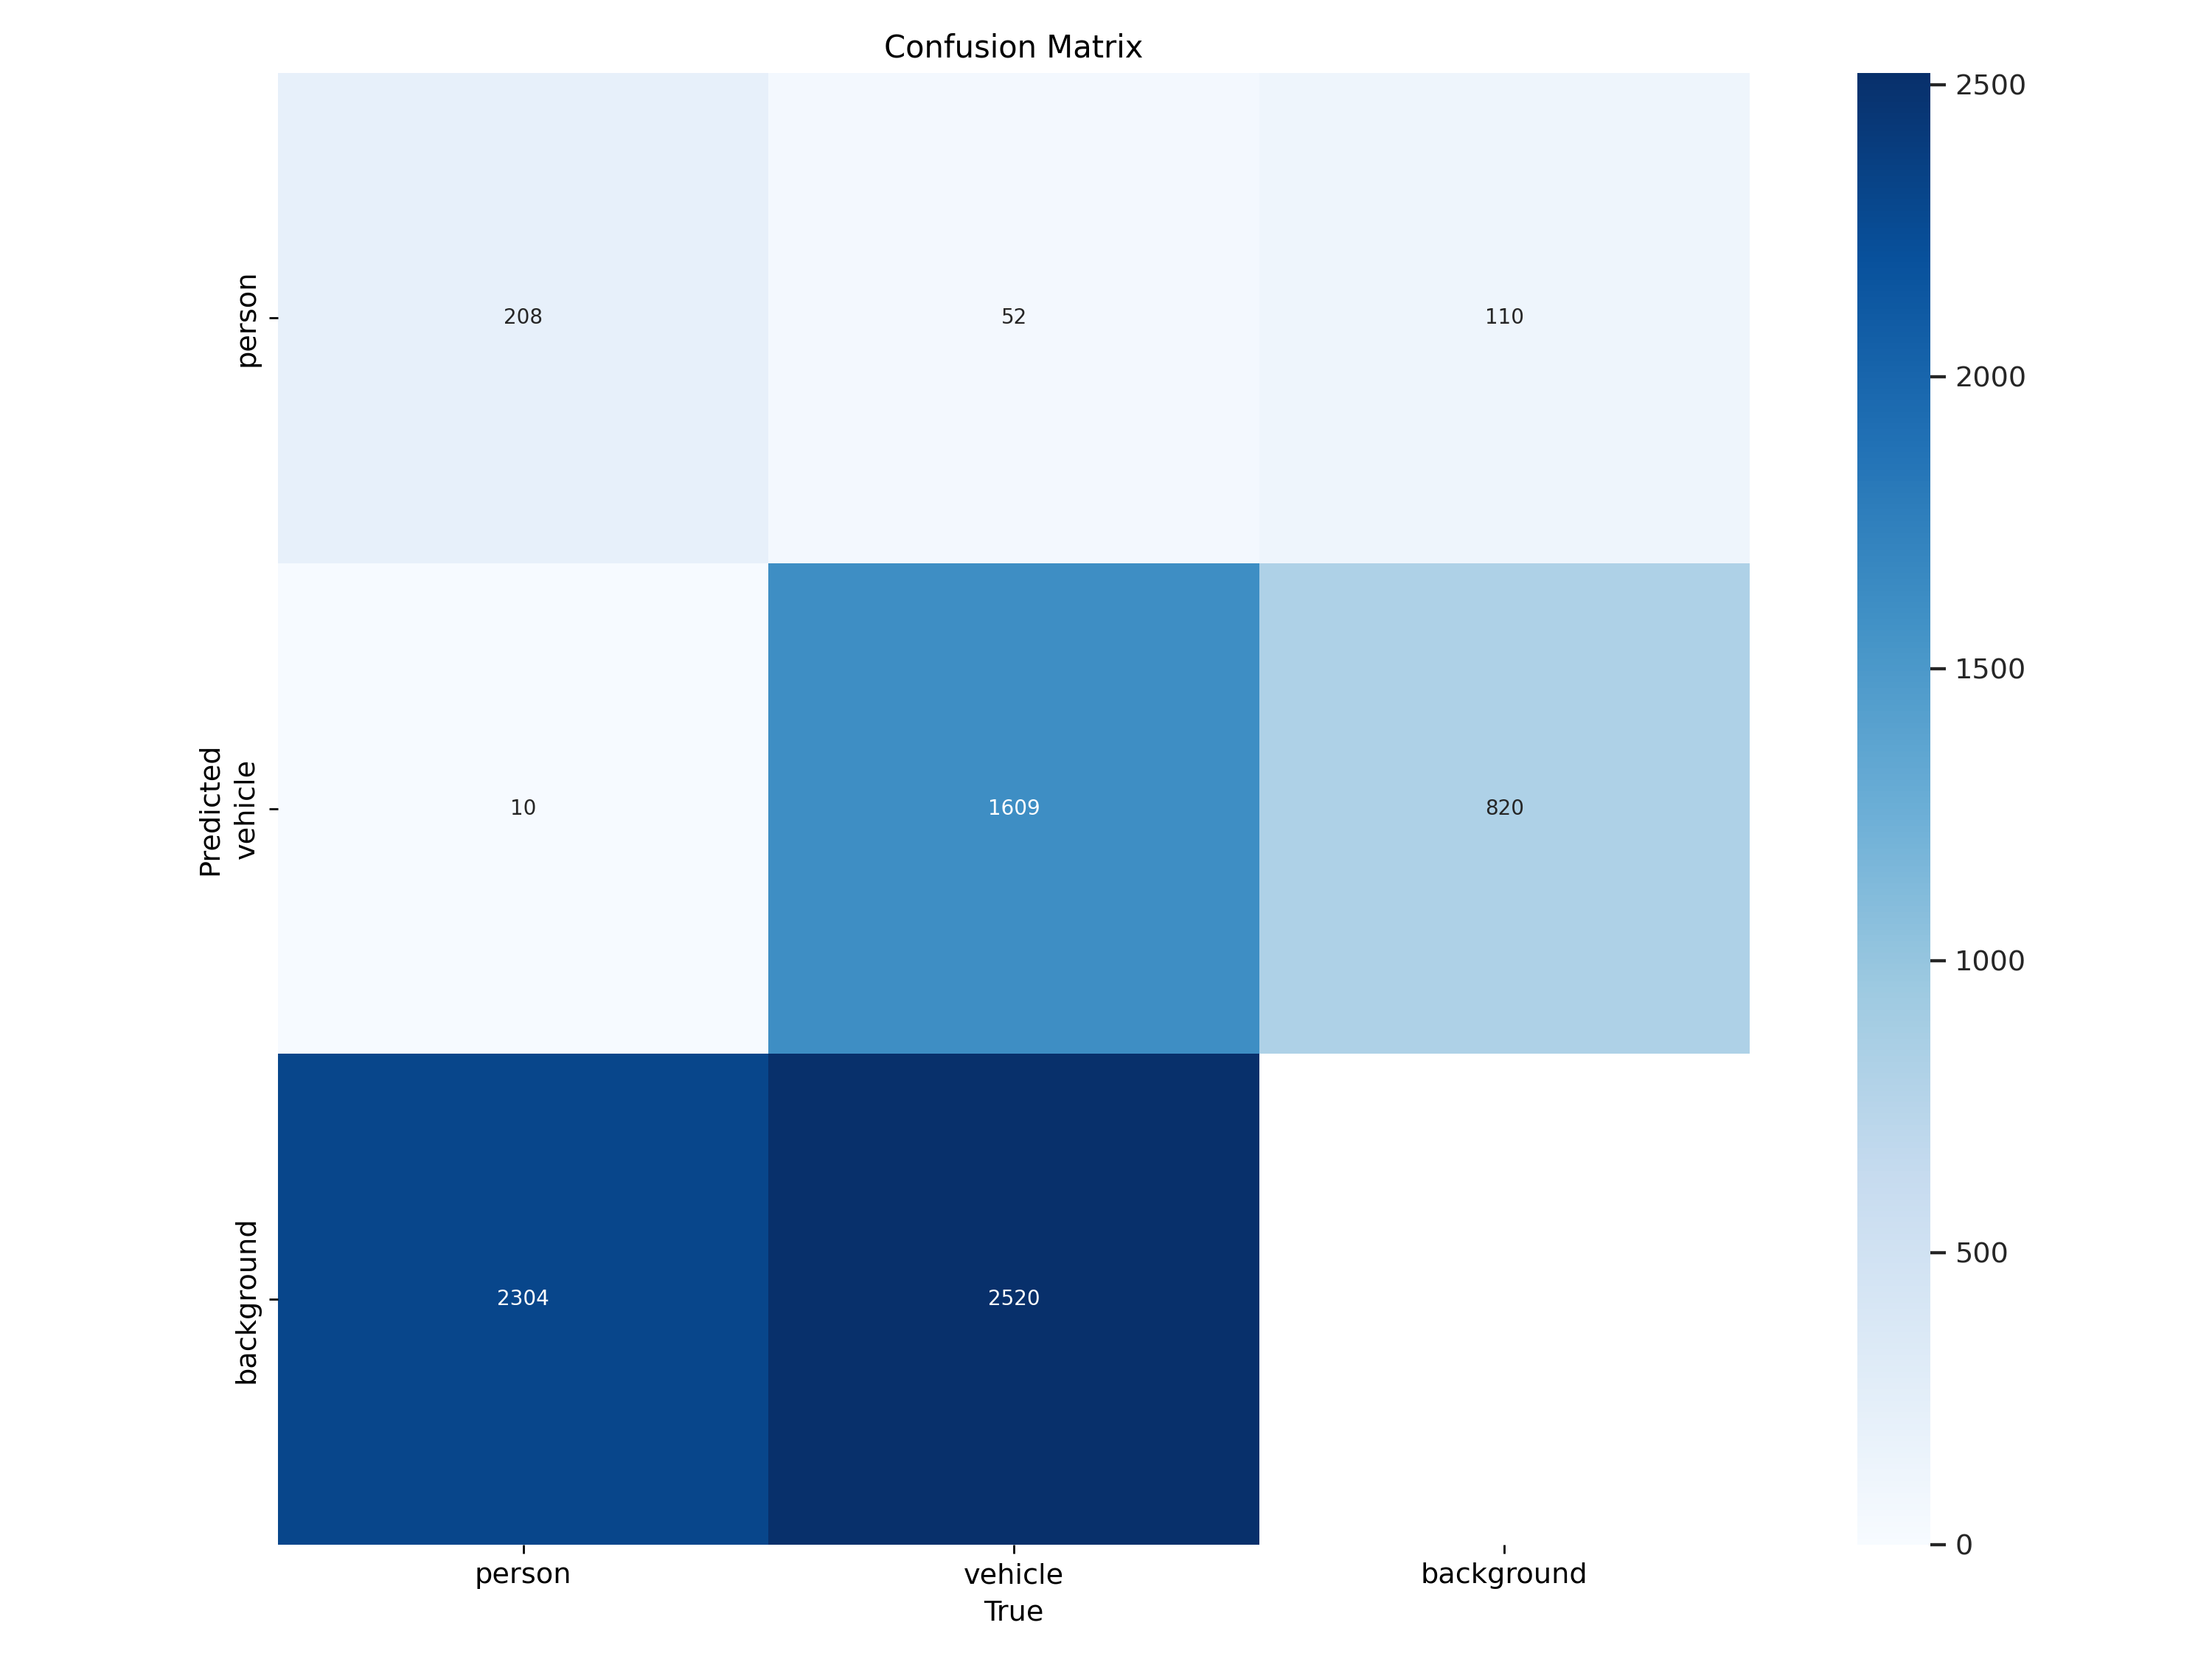 Confusion Matrix
2500
2000
1500
1000
500
0
person
208
52
110
Predicted
vehicle
10
1609
820
background
2304
2520
person
vehicle
background
True